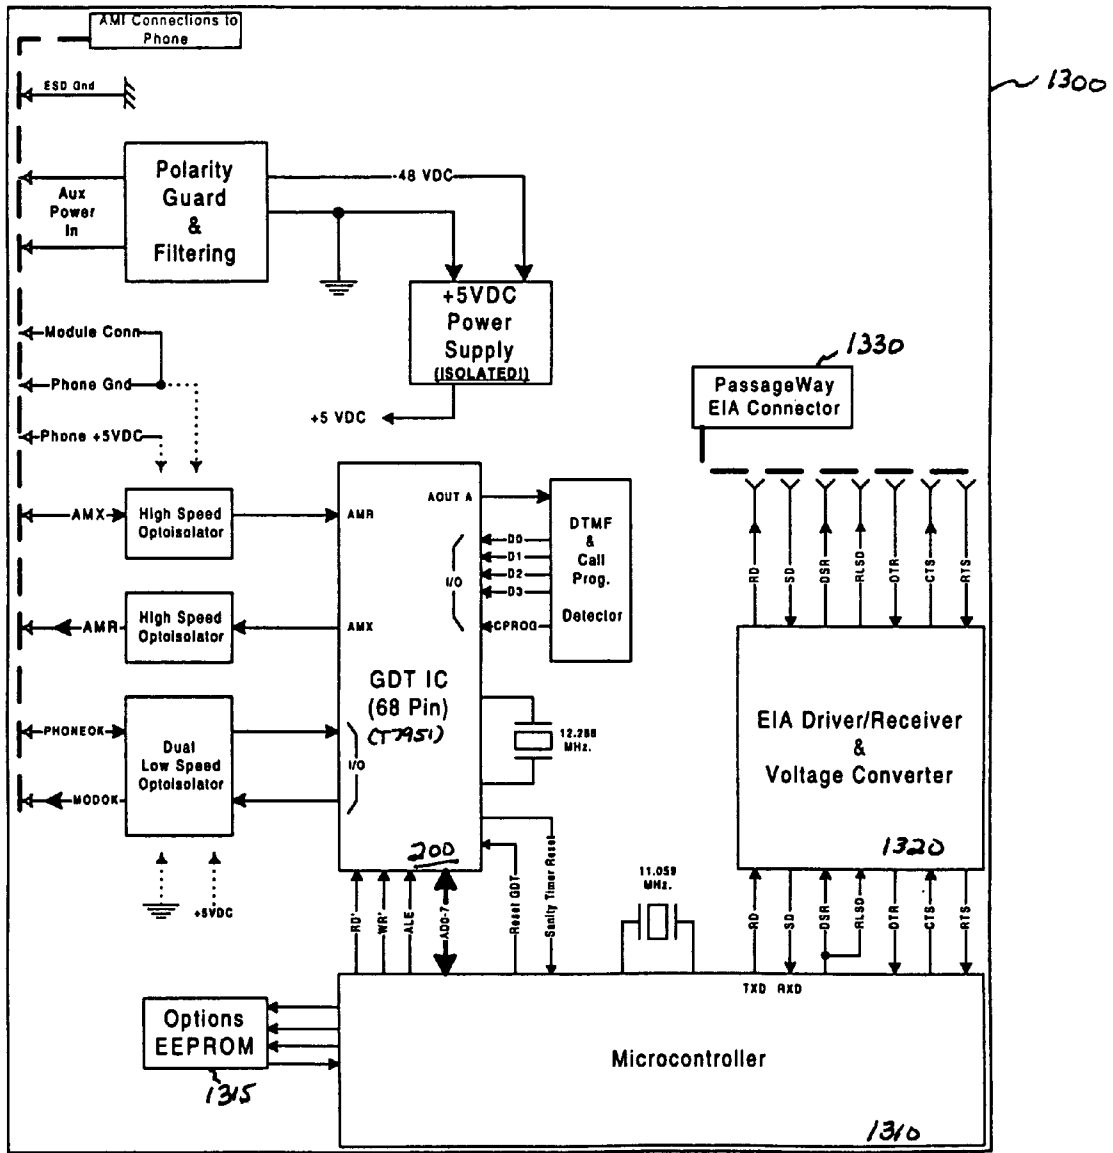 AMI Connections to
Phone
1300
ESD Gnd
Polarity
Guard
&
Filtering
-48 VDC
Aux
Power
In
+5VDC
Power
Supply
(ISOLATED!)
Module Conn
Phone Gnd
+5 VDC
Phone +5VDC
1330
PassageWay
EIA Connector
AMX
High Speed
Optoisolator
AMR
AOUT A
D0
D1
D2
D3
CPROG
I/O
DTMF
&
Call
Prog.
Detector
RD
SD
DSR
RLSD
DTR
CTS
RTS
AMR
High Speed
Optoisolator
AMX
GDT IC
(68 Pin)
(T7951)
12.288
MHz.
EIA Driver/Receiver
&
Voltage Converter
1320
PHONEOK
MODOK
Dual
Low Speed
Optoisolator
I/O
200
+5VDC
RD*
WR*
ALE
AD0-7
Reset GDT
Sanity Timer Reset
11.059
MHz.
RD
SD
DSR
RLSD
DTR
CTS
RTS
TXD RXD
Options
EEPROM
1315
Microcontroller
1310